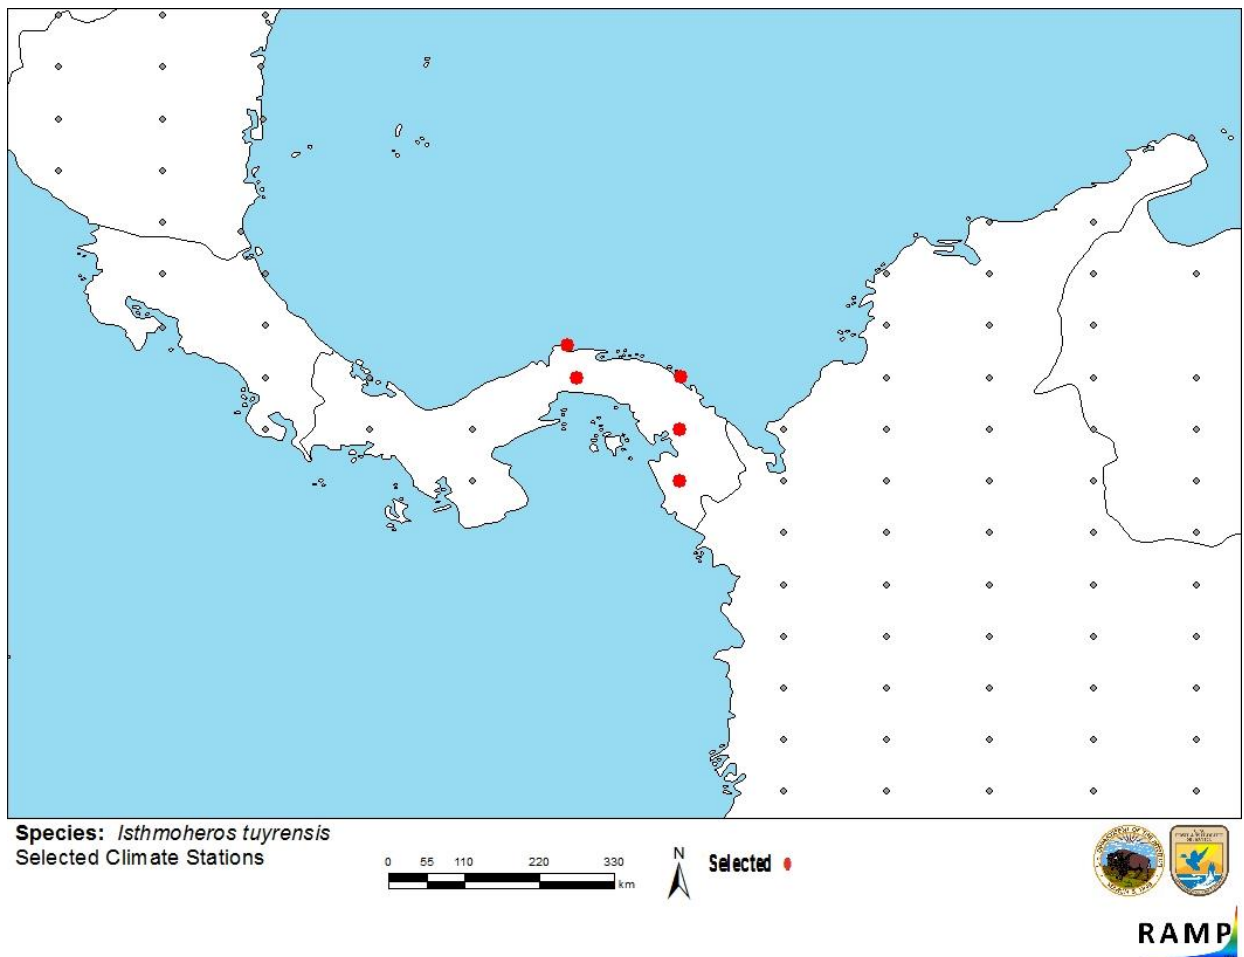 Species: Isthmoheros tuyrensis
Selected Climate Stations
0 55 110 220 330
km
N
Selected
RAMP